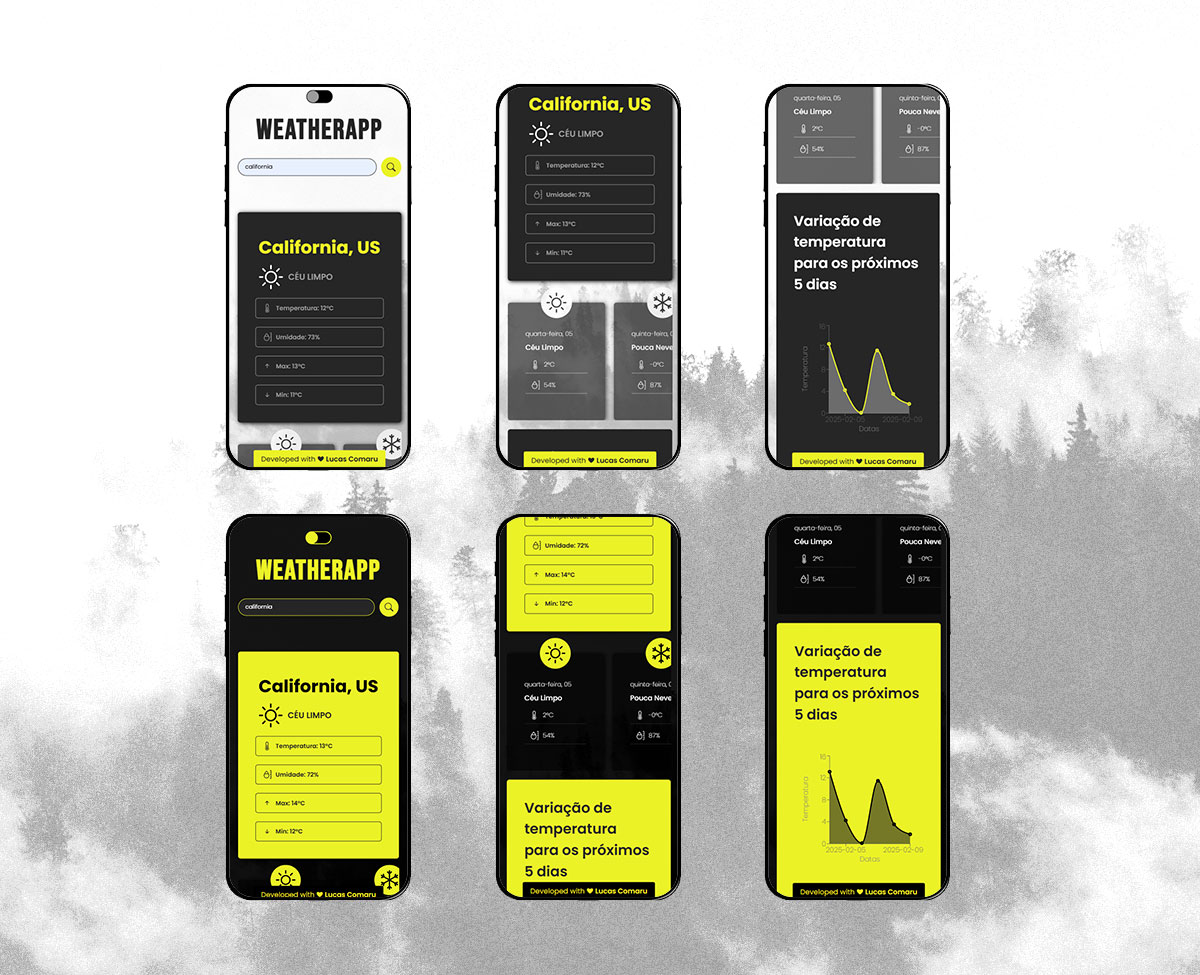 WEATHERAPP
california
California, US
CÉU LIMPO
Temperatura: 12°C
Umidade: 73%
Max: 13°C
Min: 11°C
Developed with ♥ Lucas Comaru
California, US
CÉU LIMPO
Temperatura: 12°C
Umidade: 73%
Max: 13°C
Min: 11°C
quarta-feira, 05
Céu Limpo
2°C
54%
quinta-feira, 0
Pouca Neve
-0°C
87%
Developed with ♥ Lucas Comaru
quarta-feira, 05
Céu Limpo
2°C
54%
quinta-feira, 0
Pouca Neve
-0°C
87%
Variação de
temperatura
para os próximos
5 dias
Temperatura
16
12
8
4
0
2025-02-05
2025-02-09
Datas
Developed with ♥ Lucas Comaru
WEATHERAPP
california
California, US
CÉU LIMPO
Temperatura: 13°C
Umidade: 72%
Max: 14°C
Min: 12°C
Developed with ♥ Lucas Comaru
Umidade: 72%
Max: 14°C
Min: 12°C
quarta-feira, 05
Céu Limpo
2°C
54%
quinta-feira, 0
Pouca Neve
-0°C
87%
Variação de
temperatura
para os próximos
5 dias
Developed with ♥ Lucas Comaru
quarta-feira, 05
Céu Limpo
2°C
54%
quinta-feira, 0
Pouca Neve
-0°C
87%
Variação de
temperatura
para os próximos
5 dias
Temperatura
16
12
8
4
0
2025-02-05
2025-02-09
Datas
Developed with ♥ Lucas Comaru